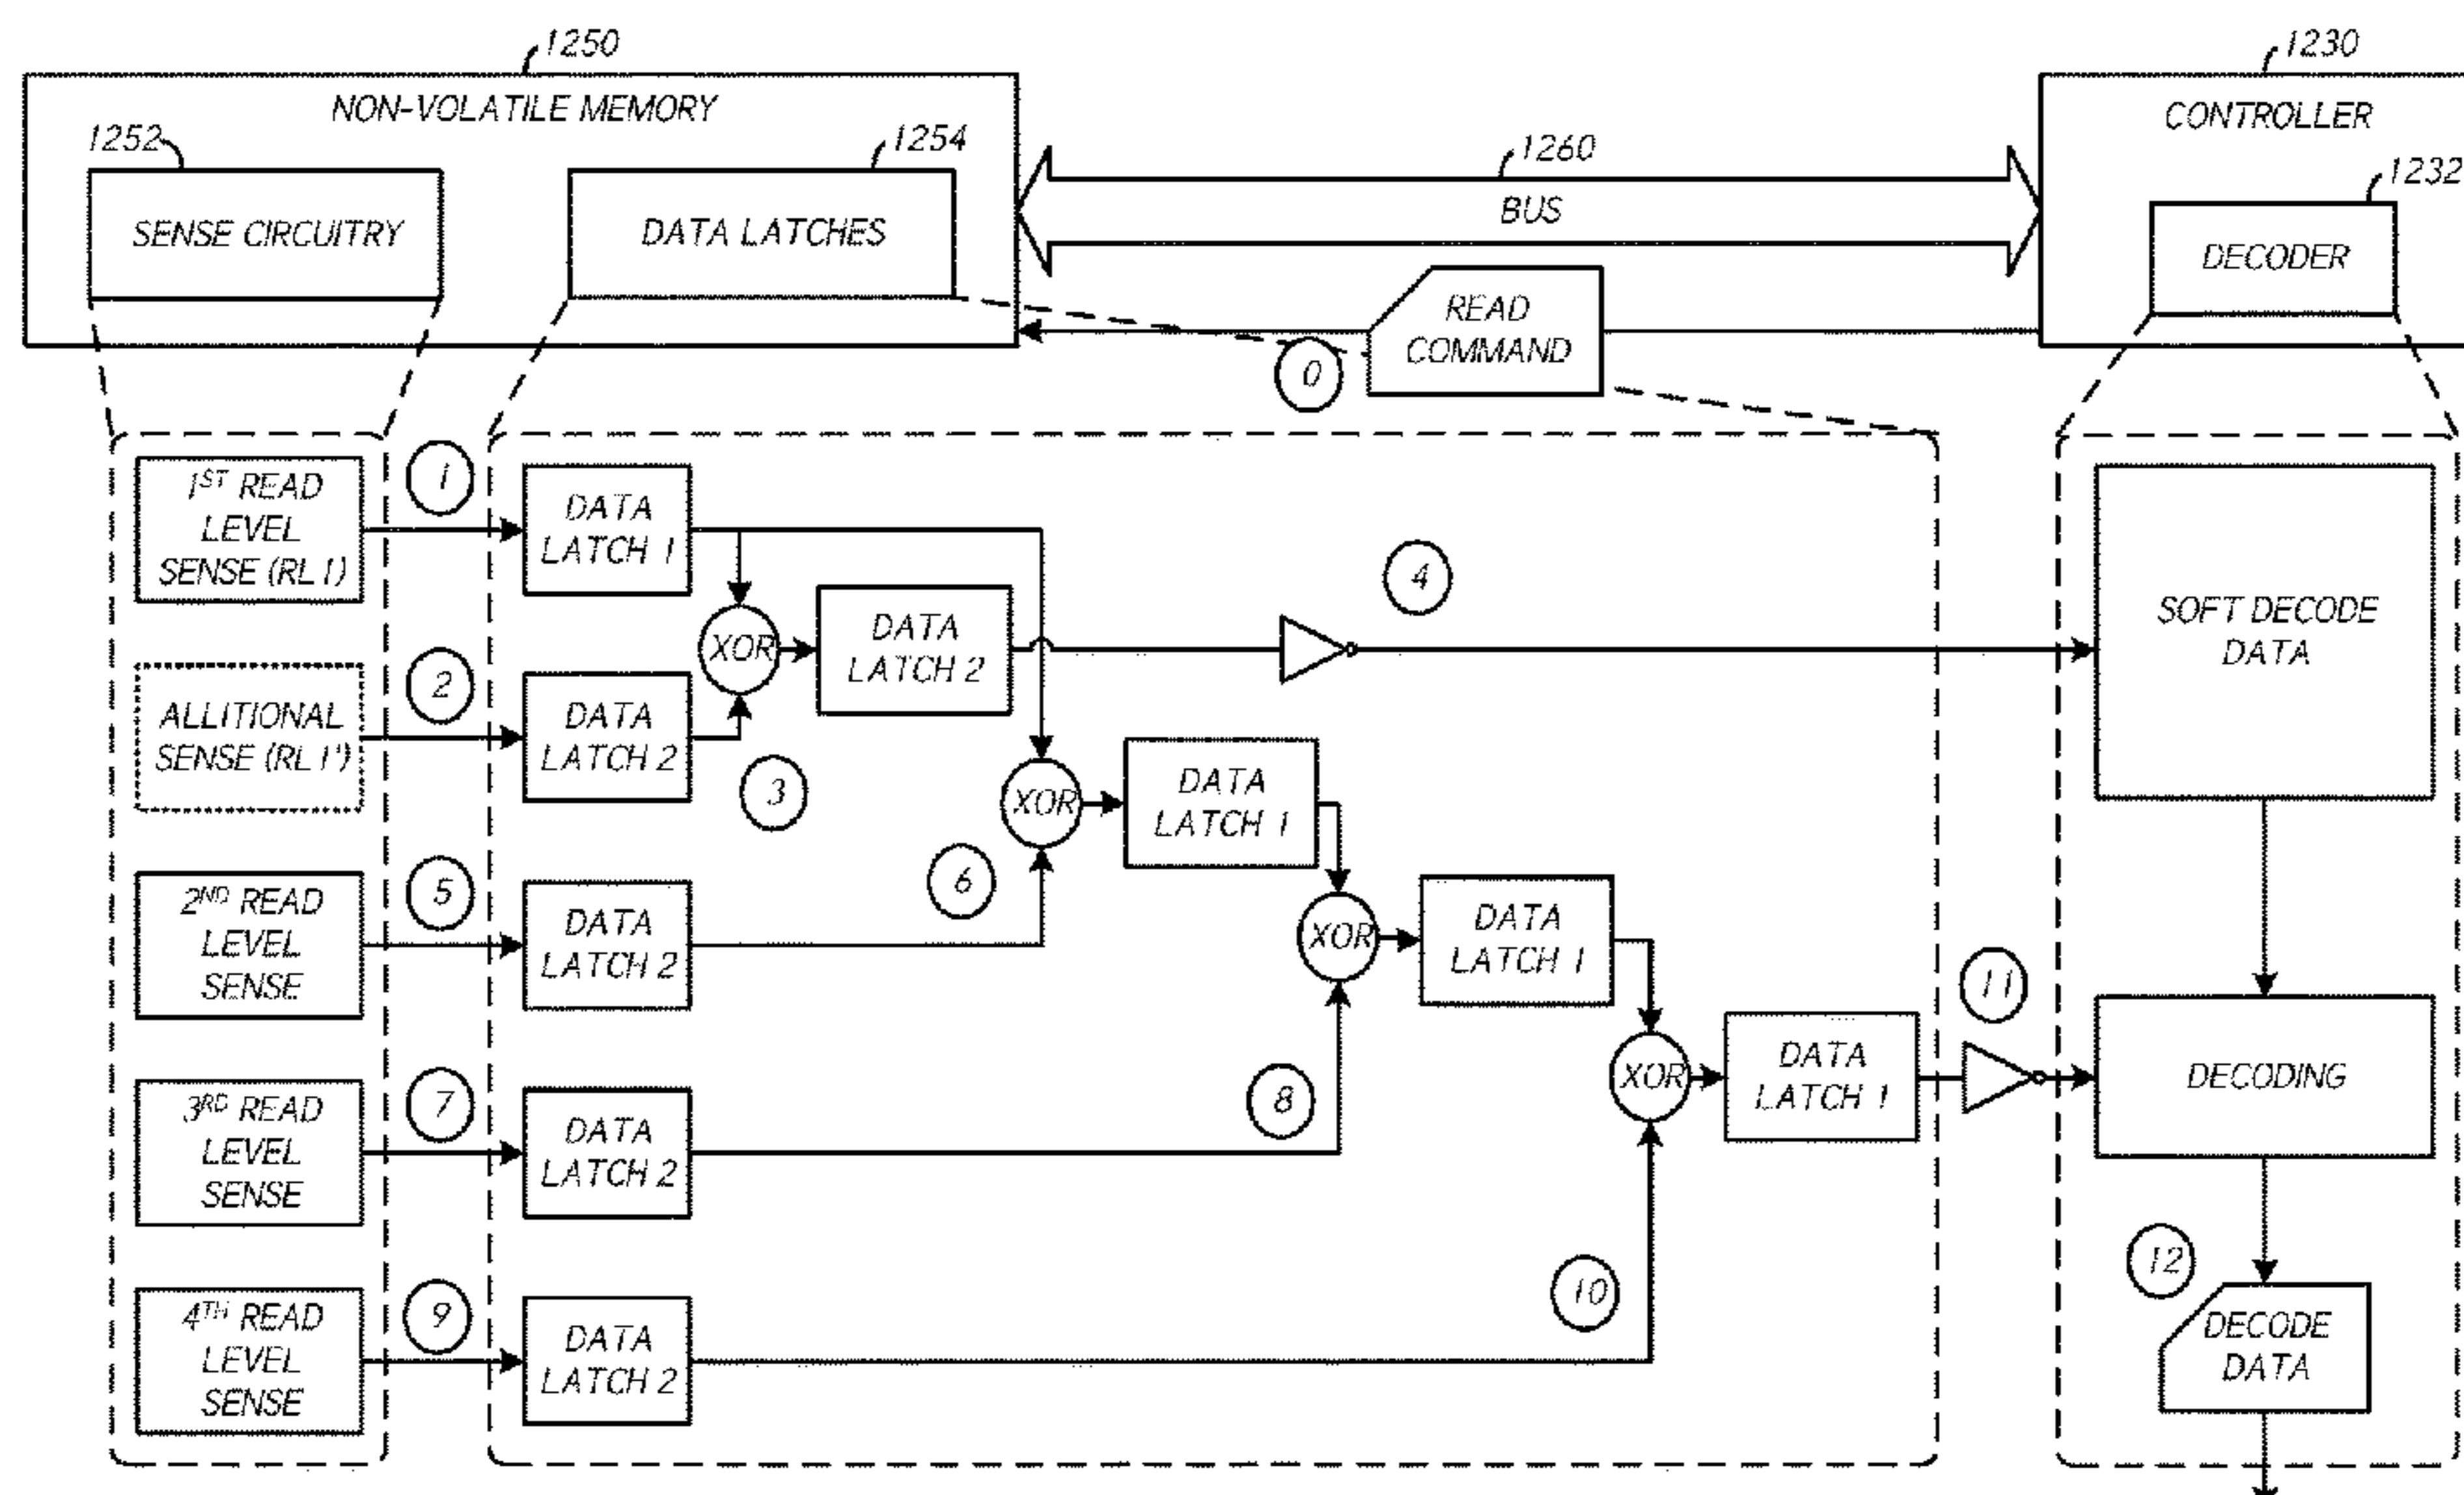 1250
1230
NON-VOLATILE MEMORY
CONTROLLER
1252
1254
1260
1232
SENSE CIRCUITRY
DATA LATCHES
BUS
DECODER
READ
COMMAND
0
1ST READ
LEVEL
SENSE (RL1)
1
DATA
LATCH 1
4
SOFT DECODE
DATA
XOR
DATA
LATCH 2
ALLITIONAL
SENSE (RL1')
2
DATA
LATCH 2
3
XOR
DATA
LATCH 1
2ND READ
LEVEL
SENSE
5
DATA
LATCH 2
6
XOR
DATA
LATCH 1
11
3RD READ
LEVEL
SENSE
7
DATA
LATCH 2
8
XOR
DATA
LATCH 1
DECODING
4TH READ
LEVEL
SENSE
9
DATA
LATCH 2
10
12
DECODE
DATA